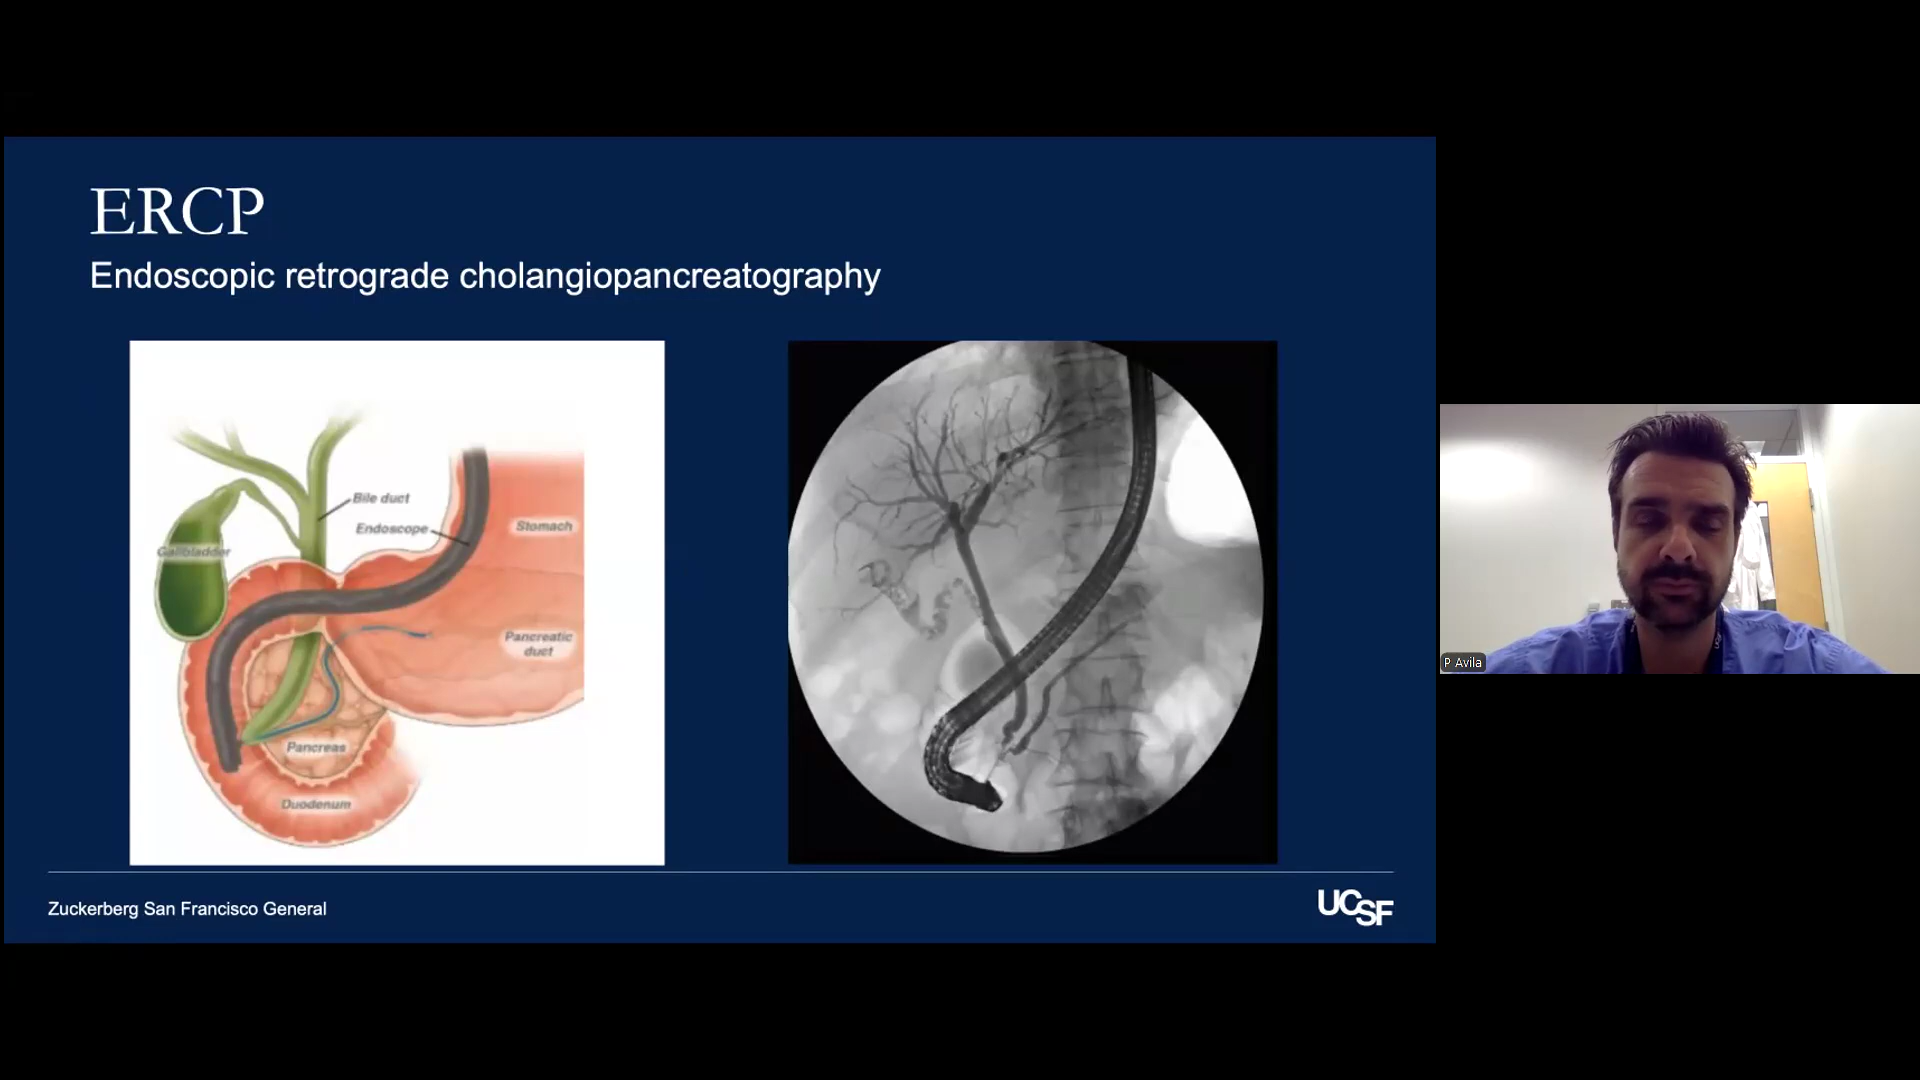 ERCP
Endoscopic retrograde cholangiopancreatography
Bile duct
Endoscope
Stomach
Gallbladder
Pancreatic
duct
Pancreas
Duodenum
P Avila
Zuckerberg San Francisco General
UCSF